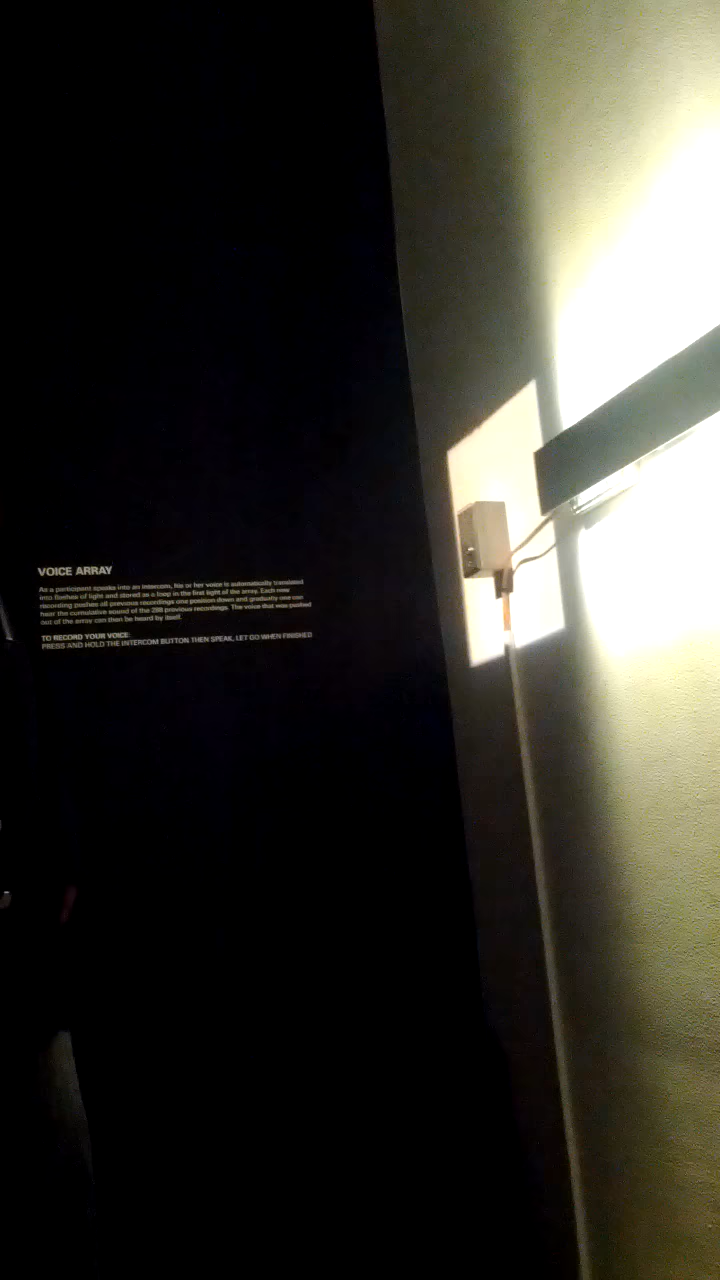 VOICE ARRAY
As a participant speaks into an intercom, his or her voice is automatically translated
into flashes of light and stored as a loop in the first light of the array. Each new
recording pushes all previous recordings one position down and gradually one can
hear the cumulative sound of the 288 previous recordings. The voice that was pushed
out of the array can then be heard by itself.
TO RECORD YOUR VOICE:
PRESS AND HOLD THE INTERCOM BUTTON THEN SPEAK, LET GO WHEN FINISHED